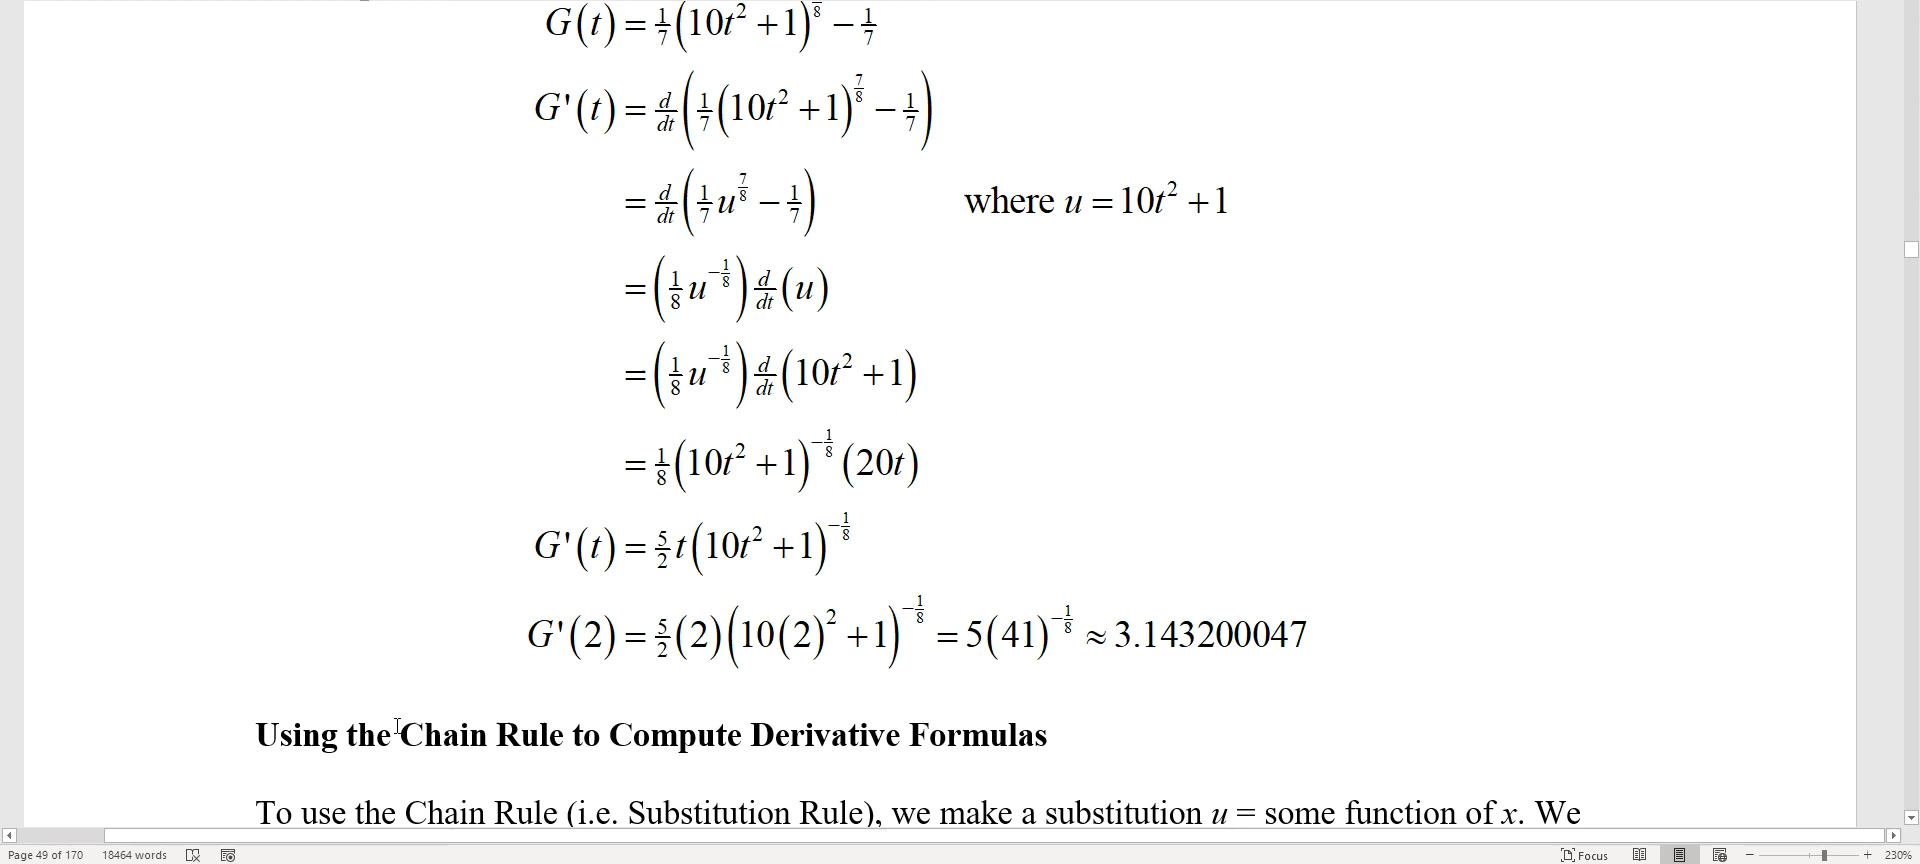 G(t) = 1/7(10t² + 1)^(7/8) − 1/7
G'(t) = d/dt(1/7(10t² + 1)^(7/8) − 1/7)
= d/dt(1/7 u^(7/8) − 1/7) where u = 10t² + 1
= (1/8 u^(−1/8)) d/dt(u)
= (1/8 u^(−1/8)) d/dt(10t² + 1)
= 1/8(10t² + 1)^(−1/8)(20t)
G'(t) = 5/2 t(10t² + 1)^(−1/8)
G'(2) = 5/2(2)(10(2)² + 1)^(−1/8) = 5(41)^(−1/8) ≈ 3.143200047
Using the Chain Rule to Compute Derivative Formulas
To use the Chain Rule (i.e. Substitution Rule), we make a substitution u = some function of x. We
Page 49 of 170 18464 words Focus 230%